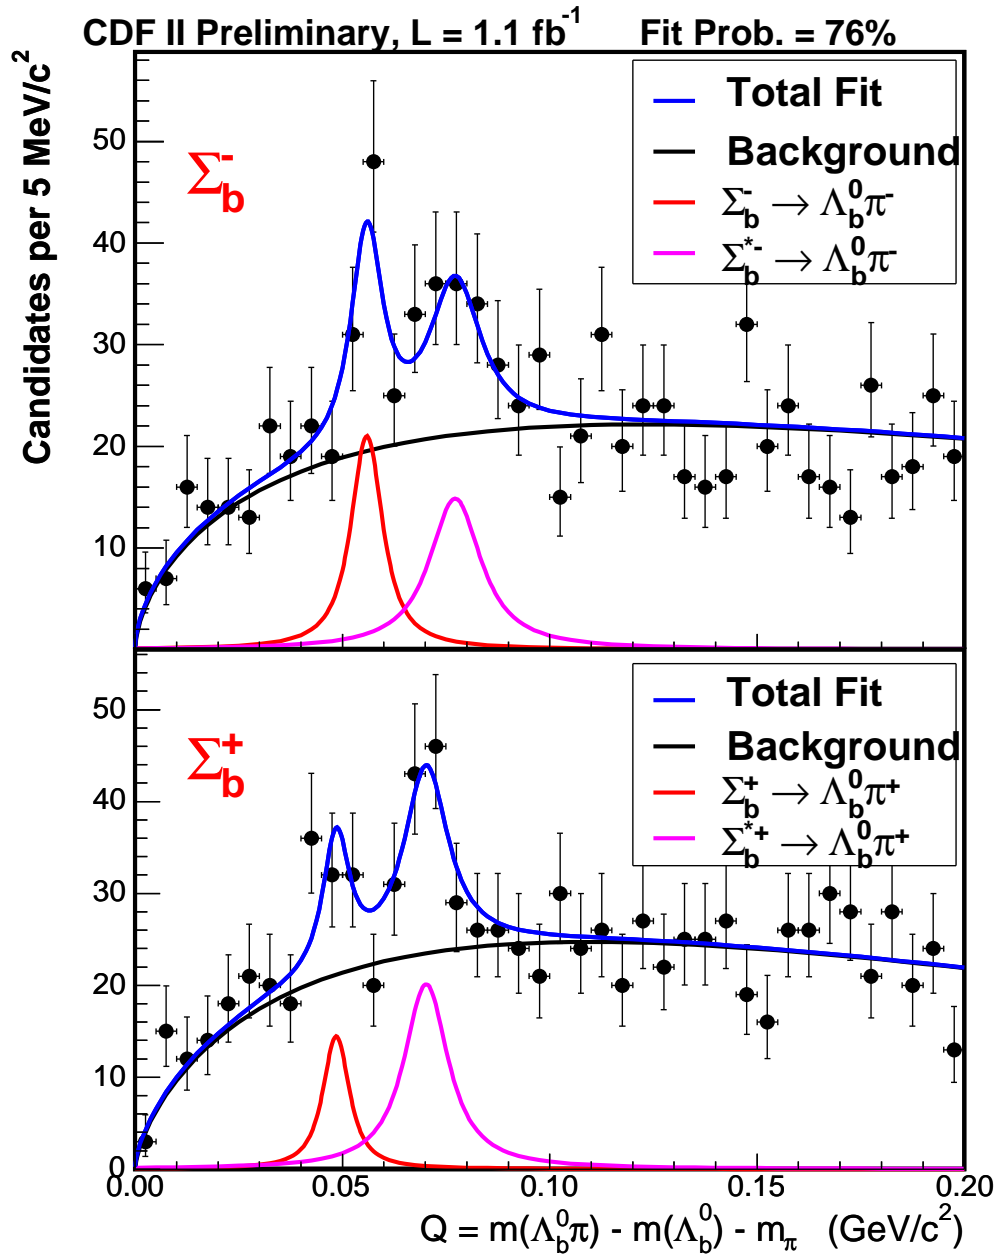 CDF II Preliminary, L = 1.1 fb⁻¹ Fit Prob. = 76%
Candidates per 5 MeV/c²
50
40
30
20
10
Σb⁻
Total Fit
Background
Σb⁻ → Λb⁰π⁻
Σb*⁻ → Λb⁰π⁻
50
40
30
20
10
0
Σb⁺
Total Fit
Background
Σb⁺ → Λb⁰π⁺
Σb*⁺ → Λb⁰π⁺
0.00 0.05 0.10 0.15 0.20
Q = m(Λb⁰π) - m(Λb⁰) - mπ (GeV/c²)